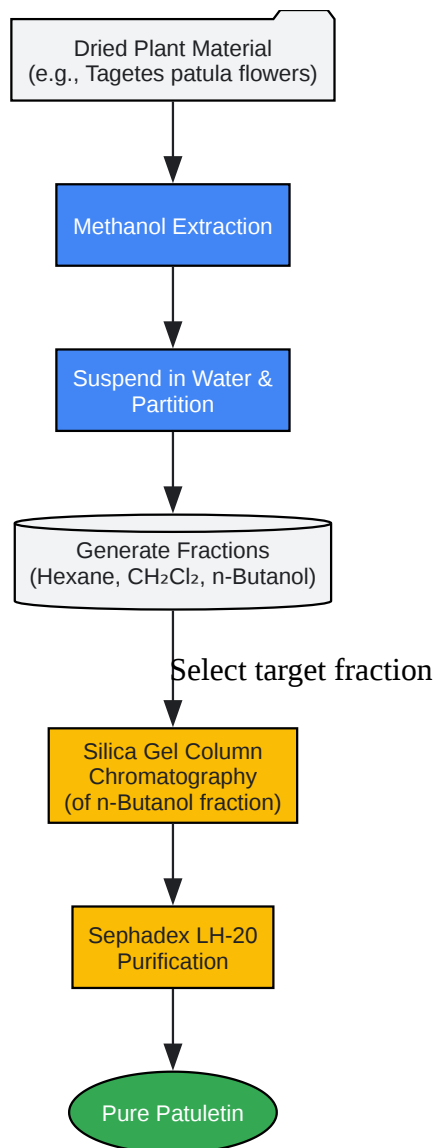 Dried Plant Material
(e.g., Tagetes patula flowers)
Methanol Extraction
Suspend in Water &
Partition
Generate Fractions
(Hexane, CH₂Cl₂, n-Butanol)
Select target fraction
Silica Gel Column
Chromatography
(of n-Butanol fraction)
Sephadex LH-20
Purification
Pure Patuletin